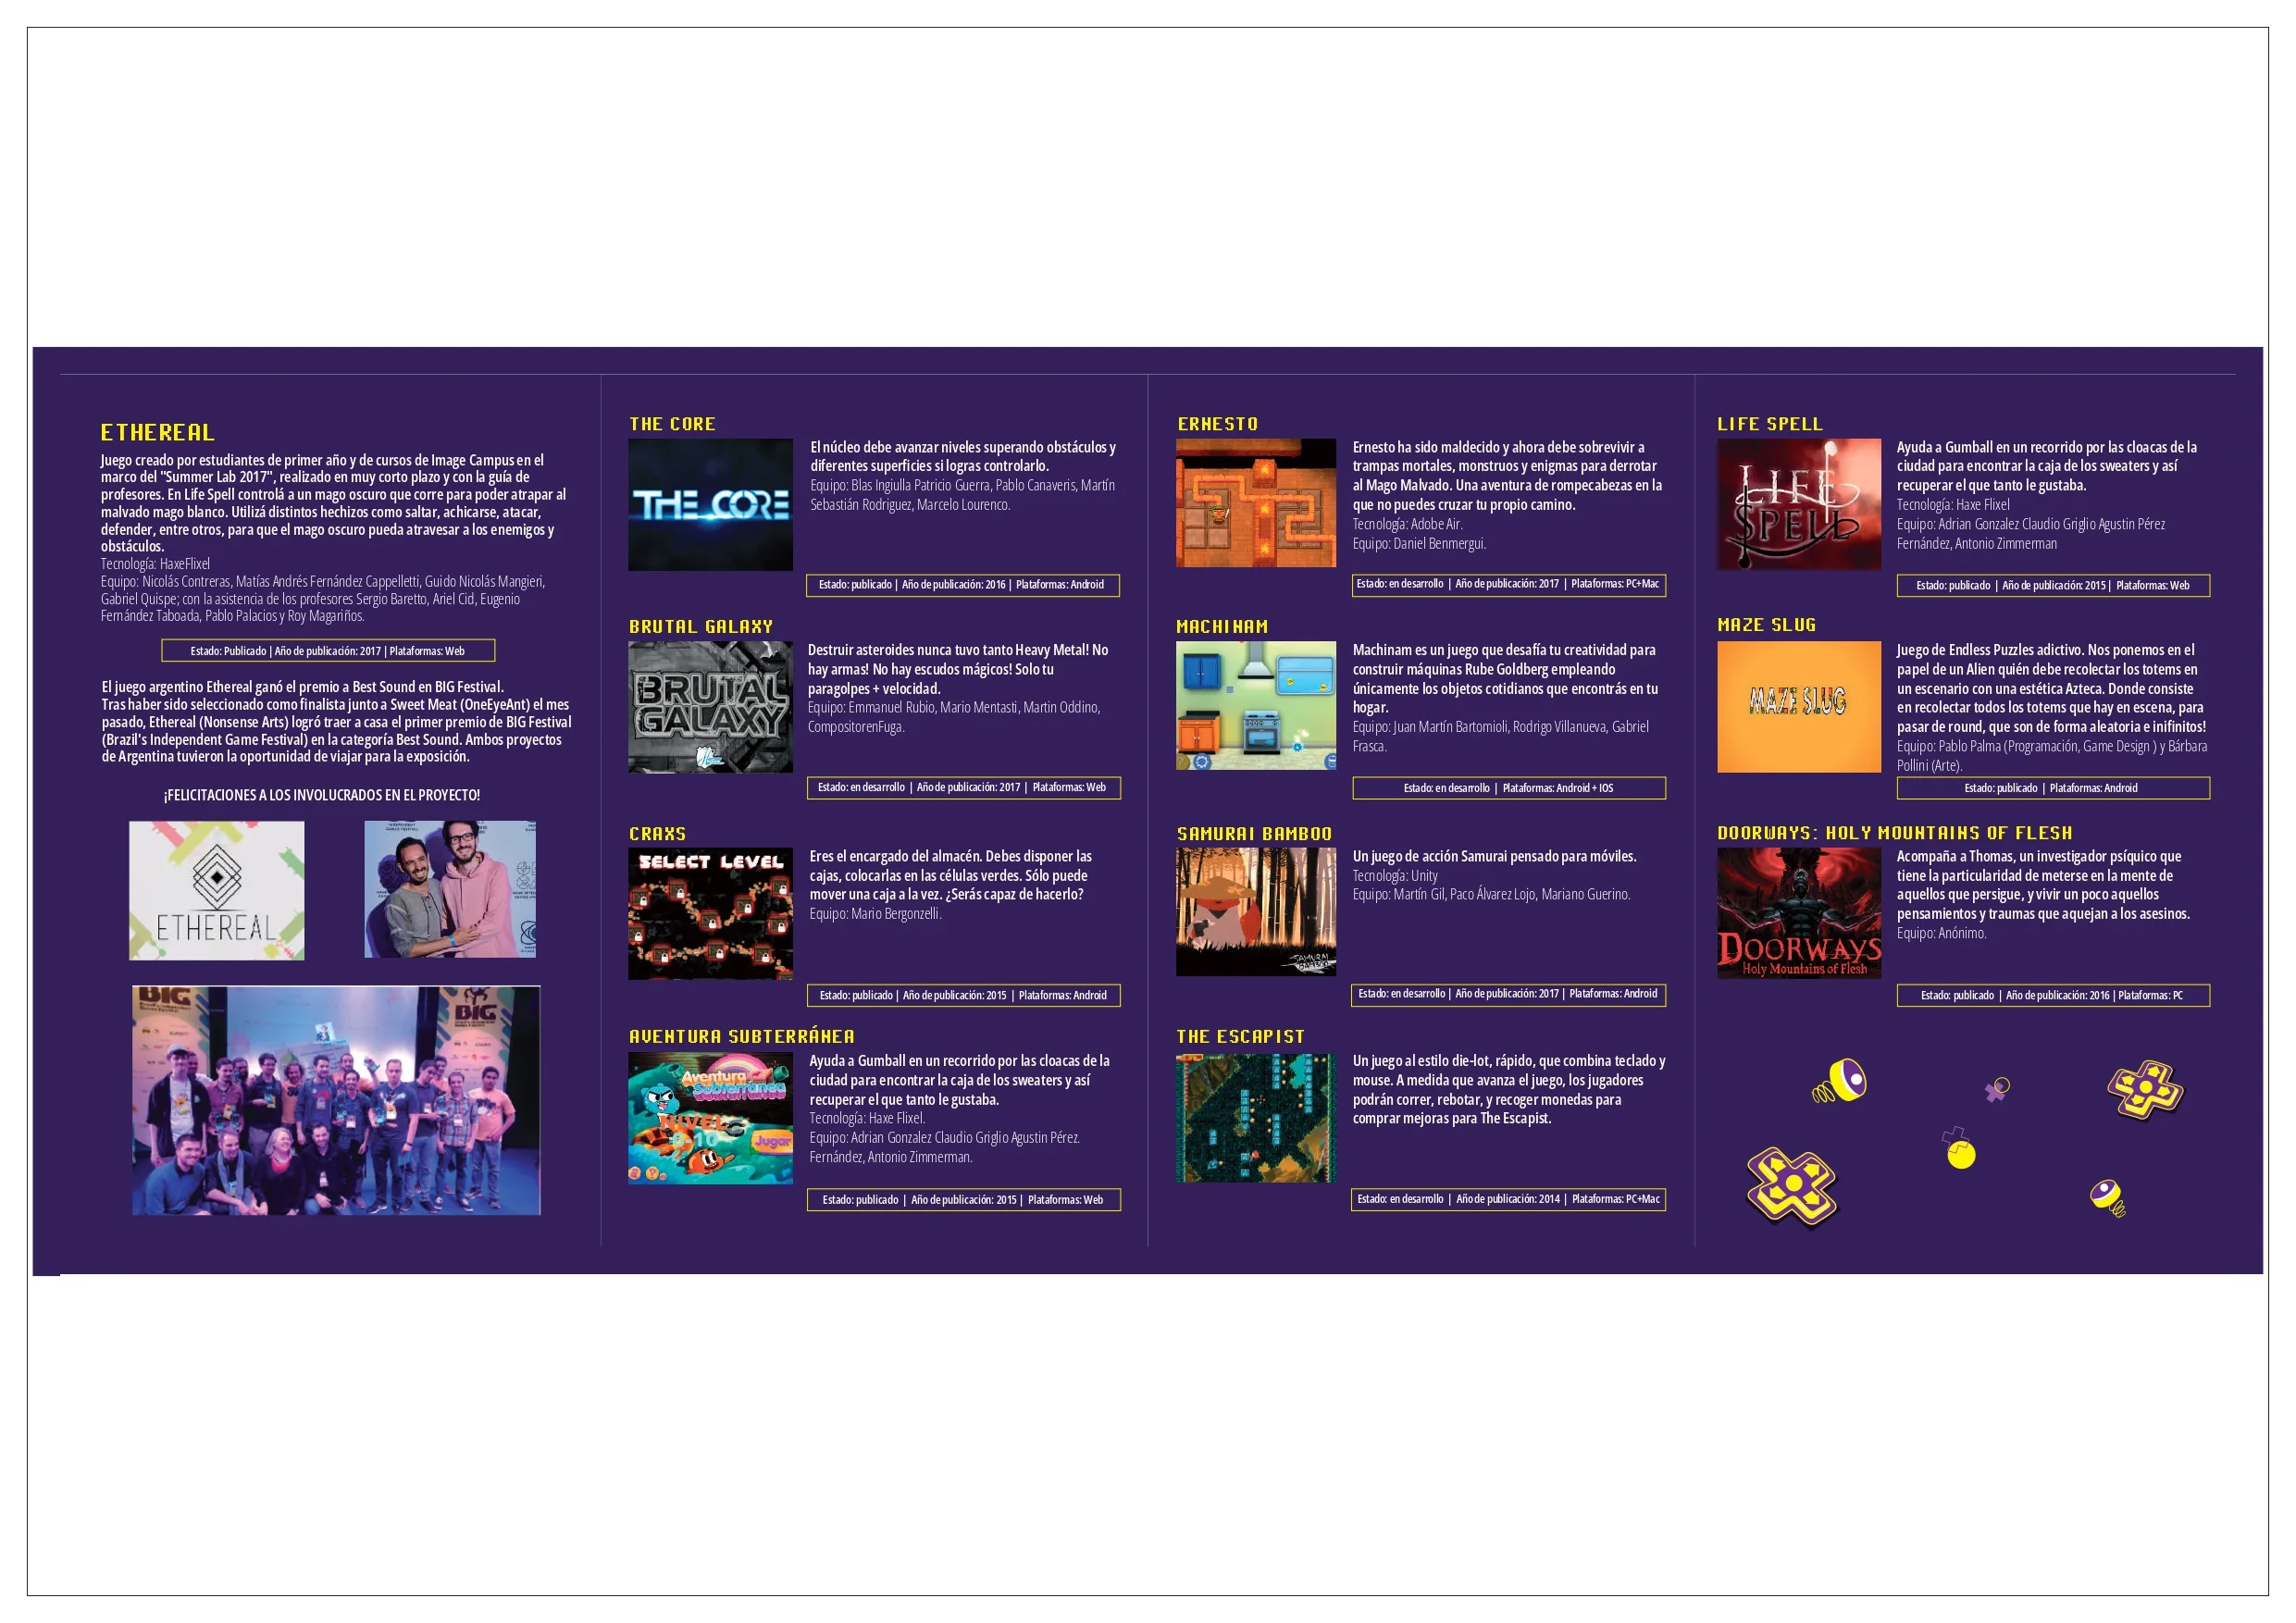 ETHEREAL
Juego creado por estudiantes de primer año y de cursos de Image Campus en el
marco del "Summer Lab 2017", realizado en muy corto plazo y con la guía de
profesores. En Life Spell controlá a un mago oscuro que corre para poder atrapar al
malvado mago blanco. Utilizá distintos hechizos como saltar, achicarse, atacar,
defender, entre otros, para que el mago oscuro pueda atravesar a los enemigos y
obstáculos.
Tecnología: HaxeFlixel
Equipo: Nicolás Contreras, Matías Andrés Fernández Cappelletti, Guido Nicolás Mangieri,
Gabriel Quispe; con la asistencia de los profesores Sergio Baretto, Ariel Cid, Eugenio
Fernández Taboada, Pablo Palacios y Roy Magariños.
Estado: Publicado | Año de publicación: 2017 | Plataformas: Web
El juego argentino Ethereal ganó el premio a Best Sound en BIG Festival.
Tras haber sido seleccionado como finalista junto a Sweet Meat (OneEyeAnt) el mes
pasado, Ethereal (Nonsense Arts) logró traer a casa el primer premio de BIG Festival
(Brazil's Independent Game Festival) en la categoría Best Sound. Ambos proyectos
de Argentina tuvieron la oportunidad de viajar para la exposición.
¡FELICITACIONES A LOS INVOLUCRADOS EN EL PROYECTO!
ETHEREAL
BIG
BIG
THE CORE
THE CORE
El núcleo debe avanzar niveles superando obstáculos y
diferentes superficies si logras controlarlo.
Equipo: Blas Ingiulla Patricio Guerra, Pablo Canaveris, Martín
Sebastián Rodriguez, Marcelo Lourenco.
Estado: publicado | Año de publicación: 2016 | Plataformas: Android
BRUTAL GALAXY
BRUTAL
GALAXY
Destruir asteroides nunca tuvo tanto Heavy Metal! No
hay armas! No hay escudos mágicos! Solo tu
paragolpes + velocidad.
Equipo: Emmanuel Rubio, Mario Mentasti, Martin Oddino,
CompositorenFuga.
Estado: en desarrollo | Año de publicación: 2017 | Plataformas: Web
CRAXS
SELECT LEVEL
Eres el encargado del almacén. Debes disponer las
cajas, colocarlas en las células verdes. Sólo puede
mover una caja a la vez. ¿Serás capaz de hacerlo?
Equipo: Mario Bergonzelli.
Estado: publicado | Año de publicación: 2015 | Plataformas: Android
AVENTURA SUBTERRÁNEA
Aventura
Subterránea
NIVEL
Jugar
Ayuda a Gumball en un recorrido por las cloacas de la
ciudad para encontrar la caja de los sweaters y así
recuperar el que tanto le gustaba.
Tecnología: Haxe Flixel.
Equipo: Adrian Gonzalez Claudio Griglio Agustin Pérez.
Fernández, Antonio Zimmerman.
Estado: publicado | Año de publicación: 2015 | Plataformas: Web
ERNESTO
Ernesto ha sido maldecido y ahora debe sobrevivir a
trampas mortales, monstruos y enigmas para derrotar
al Mago Malvado. Una aventura de rompecabezas en la
que no puedes cruzar tu propio camino.
Tecnología: Adobe Air.
Equipo: Daniel Benmergui.
Estado: en desarrollo | Año de publicación: 2017 | Plataformas: PC+Mac
MACHINAM
Machinam es un juego que desafía tu creatividad para
construir máquinas Rube Goldberg empleando
únicamente los objetos cotidianos que encontrás en tu
hogar.
Equipo: Juan Martín Bartomioli, Rodrigo Villanueva, Gabriel
Frasca.
Estado: en desarrollo | Plataformas: Android + IOS
SAMURAI BAMBOO
SAMURAI
BAMBOO
Un juego de acción Samurai pensado para móviles.
Tecnología: Unity
Equipo: Martín Gil, Paco Álvarez Lojo, Mariano Guerino.
Estado: en desarrollo | Año de publicación: 2017 | Plataformas: Android
THE ESCAPIST
Un juego al estilo die-lot, rápido, que combina teclado y
mouse. A medida que avanza el juego, los jugadores
podrán correr, rebotar, y recoger monedas para
comprar mejoras para The Escapist.
Estado: en desarrollo | Año de publicación: 2014 | Plataformas: PC+Mac
LIFE SPELL
LIFE
SPELL
Ayuda a Gumball en un recorrido por las cloacas de la
ciudad para encontrar la caja de los sweaters y así
recuperar el que tanto le gustaba.
Tecnología: Haxe Flixel
Equipo: Adrian Gonzalez Claudio Griglio Agustin Pérez
Fernández, Antonio Zimmerman
Estado: publicado | Año de publicación: 2015 | Plataformas: Web
MAZE SLUG
MAZE SLUG
Juego de Endless Puzzles adictivo. Nos ponemos en el
papel de un Alien quién debe recolectar los totems en
un escenario con una estética Azteca. Donde consiste
en recolectar todos los totems que hay en escena, para
pasar de round, que son de forma aleatoria e inifinitos!
Equipo: Pablo Palma (Programación, Game Design ) y Bárbara
Pollini (Arte).
Estado: publicado | Plataformas: Android
DOORWAYS: HOLY MOUNTAINS OF FLESH
DOORWAYS
Holy Mountains of Flesh
Acompaña a Thomas, un investigador psíquico que
tiene la particularidad de meterse en la mente de
aquellos que persigue, y vivir un poco aquellos
pensamientos y traumas que aquejan a los asesinos.
Equipo: Anónimo.
Estado: publicado | Año de publicación: 2016 | Plataformas: PC